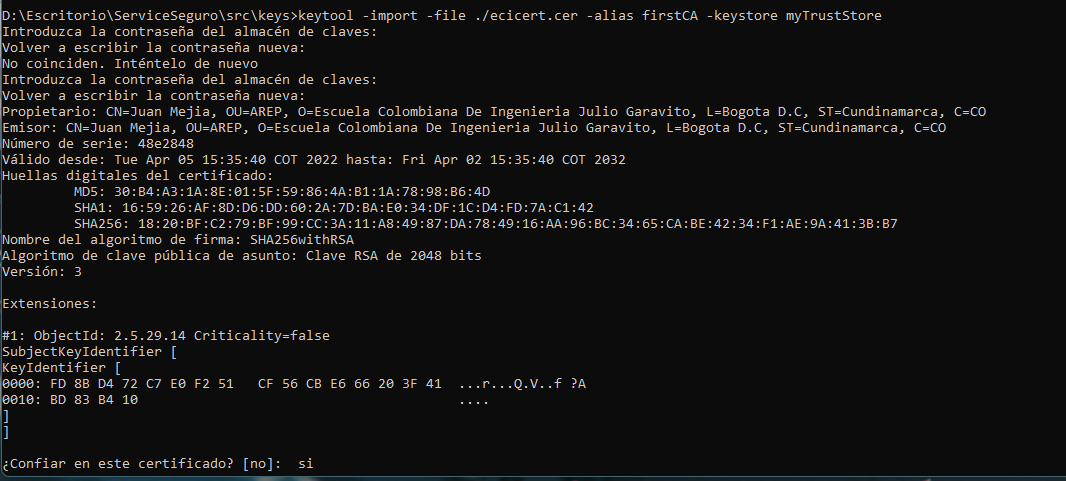 D:\Escritorio\ServiceSeguro\src\keys>keytool -import -file ./ecicert.cer -alias firstCA -keystore myTrustStore
Introduzca la contraseña del almacén de claves:
Volver a escribir la contraseña nueva:
No coinciden. Inténtelo de nuevo
Introduzca la contraseña del almacén de claves:
Volver a escribir la contraseña nueva:
Propietario: CN=Juan Mejia, OU=AREP, O=Escuela Colombiana De Ingenieria Julio Garavito, L=Bogota D.C, ST=Cundinamarca, C=CO
Emisor: CN=Juan Mejia, OU=AREP, O=Escuela Colombiana De Ingenieria Julio Garavito, L=Bogota D.C, ST=Cundinamarca, C=CO
Número de serie: 48e2848
Válido desde: Tue Apr 05 15:35:40 COT 2022 hasta: Fri Apr 02 15:35:40 COT 2032
Huellas digitales del certificado:
MD5: 30:B4:A3:1A:8E:01:5F:59:86:4A:B1:1A:78:98:B6:4D
SHA1: 16:59:26:AF:8D:D6:DD:60:2A:7D:BA:E0:34:DF:1C:D4:FD:7A:C1:42
SHA256: 18:20:BF:C2:79:BF:99:CC:3A:11:A8:49:87:DA:78:49:16:AA:96:BC:34:65:CA:BE:42:34:F1:AE:9A:41:3B:B7
Nombre del algoritmo de firma: SHA256withRSA
Algoritmo de clave pública de asunto: Clave RSA de 2048 bits
Versión: 3
Extensiones:
#1: ObjectId: 2.5.29.14 Criticality=false
SubjectKeyIdentifier [
KeyIdentifier [
0000: FD 8B D4 72 C7 E0 F2 51   CF 56 CB E6 66 20 3F 41  ...r...Q.V..f ?A
0010: BD 83 B4 10                                        ....
]
]
¿Confiar en este certificado? [no]:  si